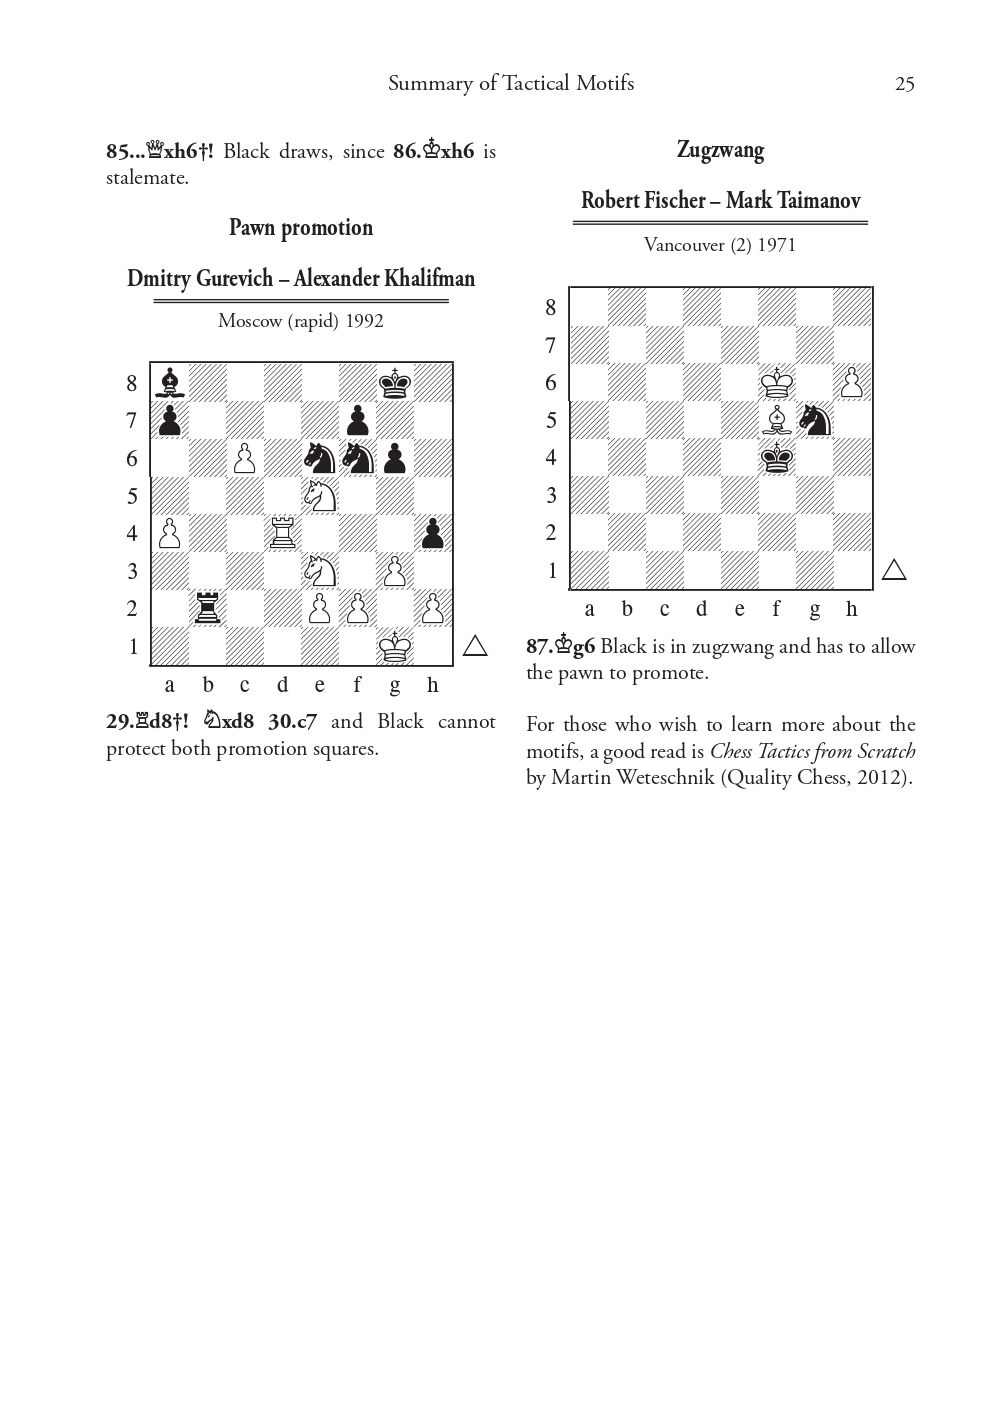 Summary of Tactical Motifs 25
85...♕xh6†! Black draws, since 86.♔xh6 is
stalemate.
Pawn promotion
Dmitry Gurevich – Alexander Khalifman
Moscow (rapid) 1992
8
7
6
5
4
3
2
1
a b c d e f g h
29.♖d8†! ♘xd8 30.c7 and Black cannot
protect both promotion squares.
Zugzwang
Robert Fischer – Mark Taimanov
Vancouver (2) 1971
8
7
6
5
4
3
2
1
a b c d e f g h
87.♔g6 Black is in zugzwang and has to allow
the pawn to promote.
For those who wish to learn more about the
motifs, a good read is Chess Tactics from Scratch
by Martin Weteschnik (Quality Chess, 2012).